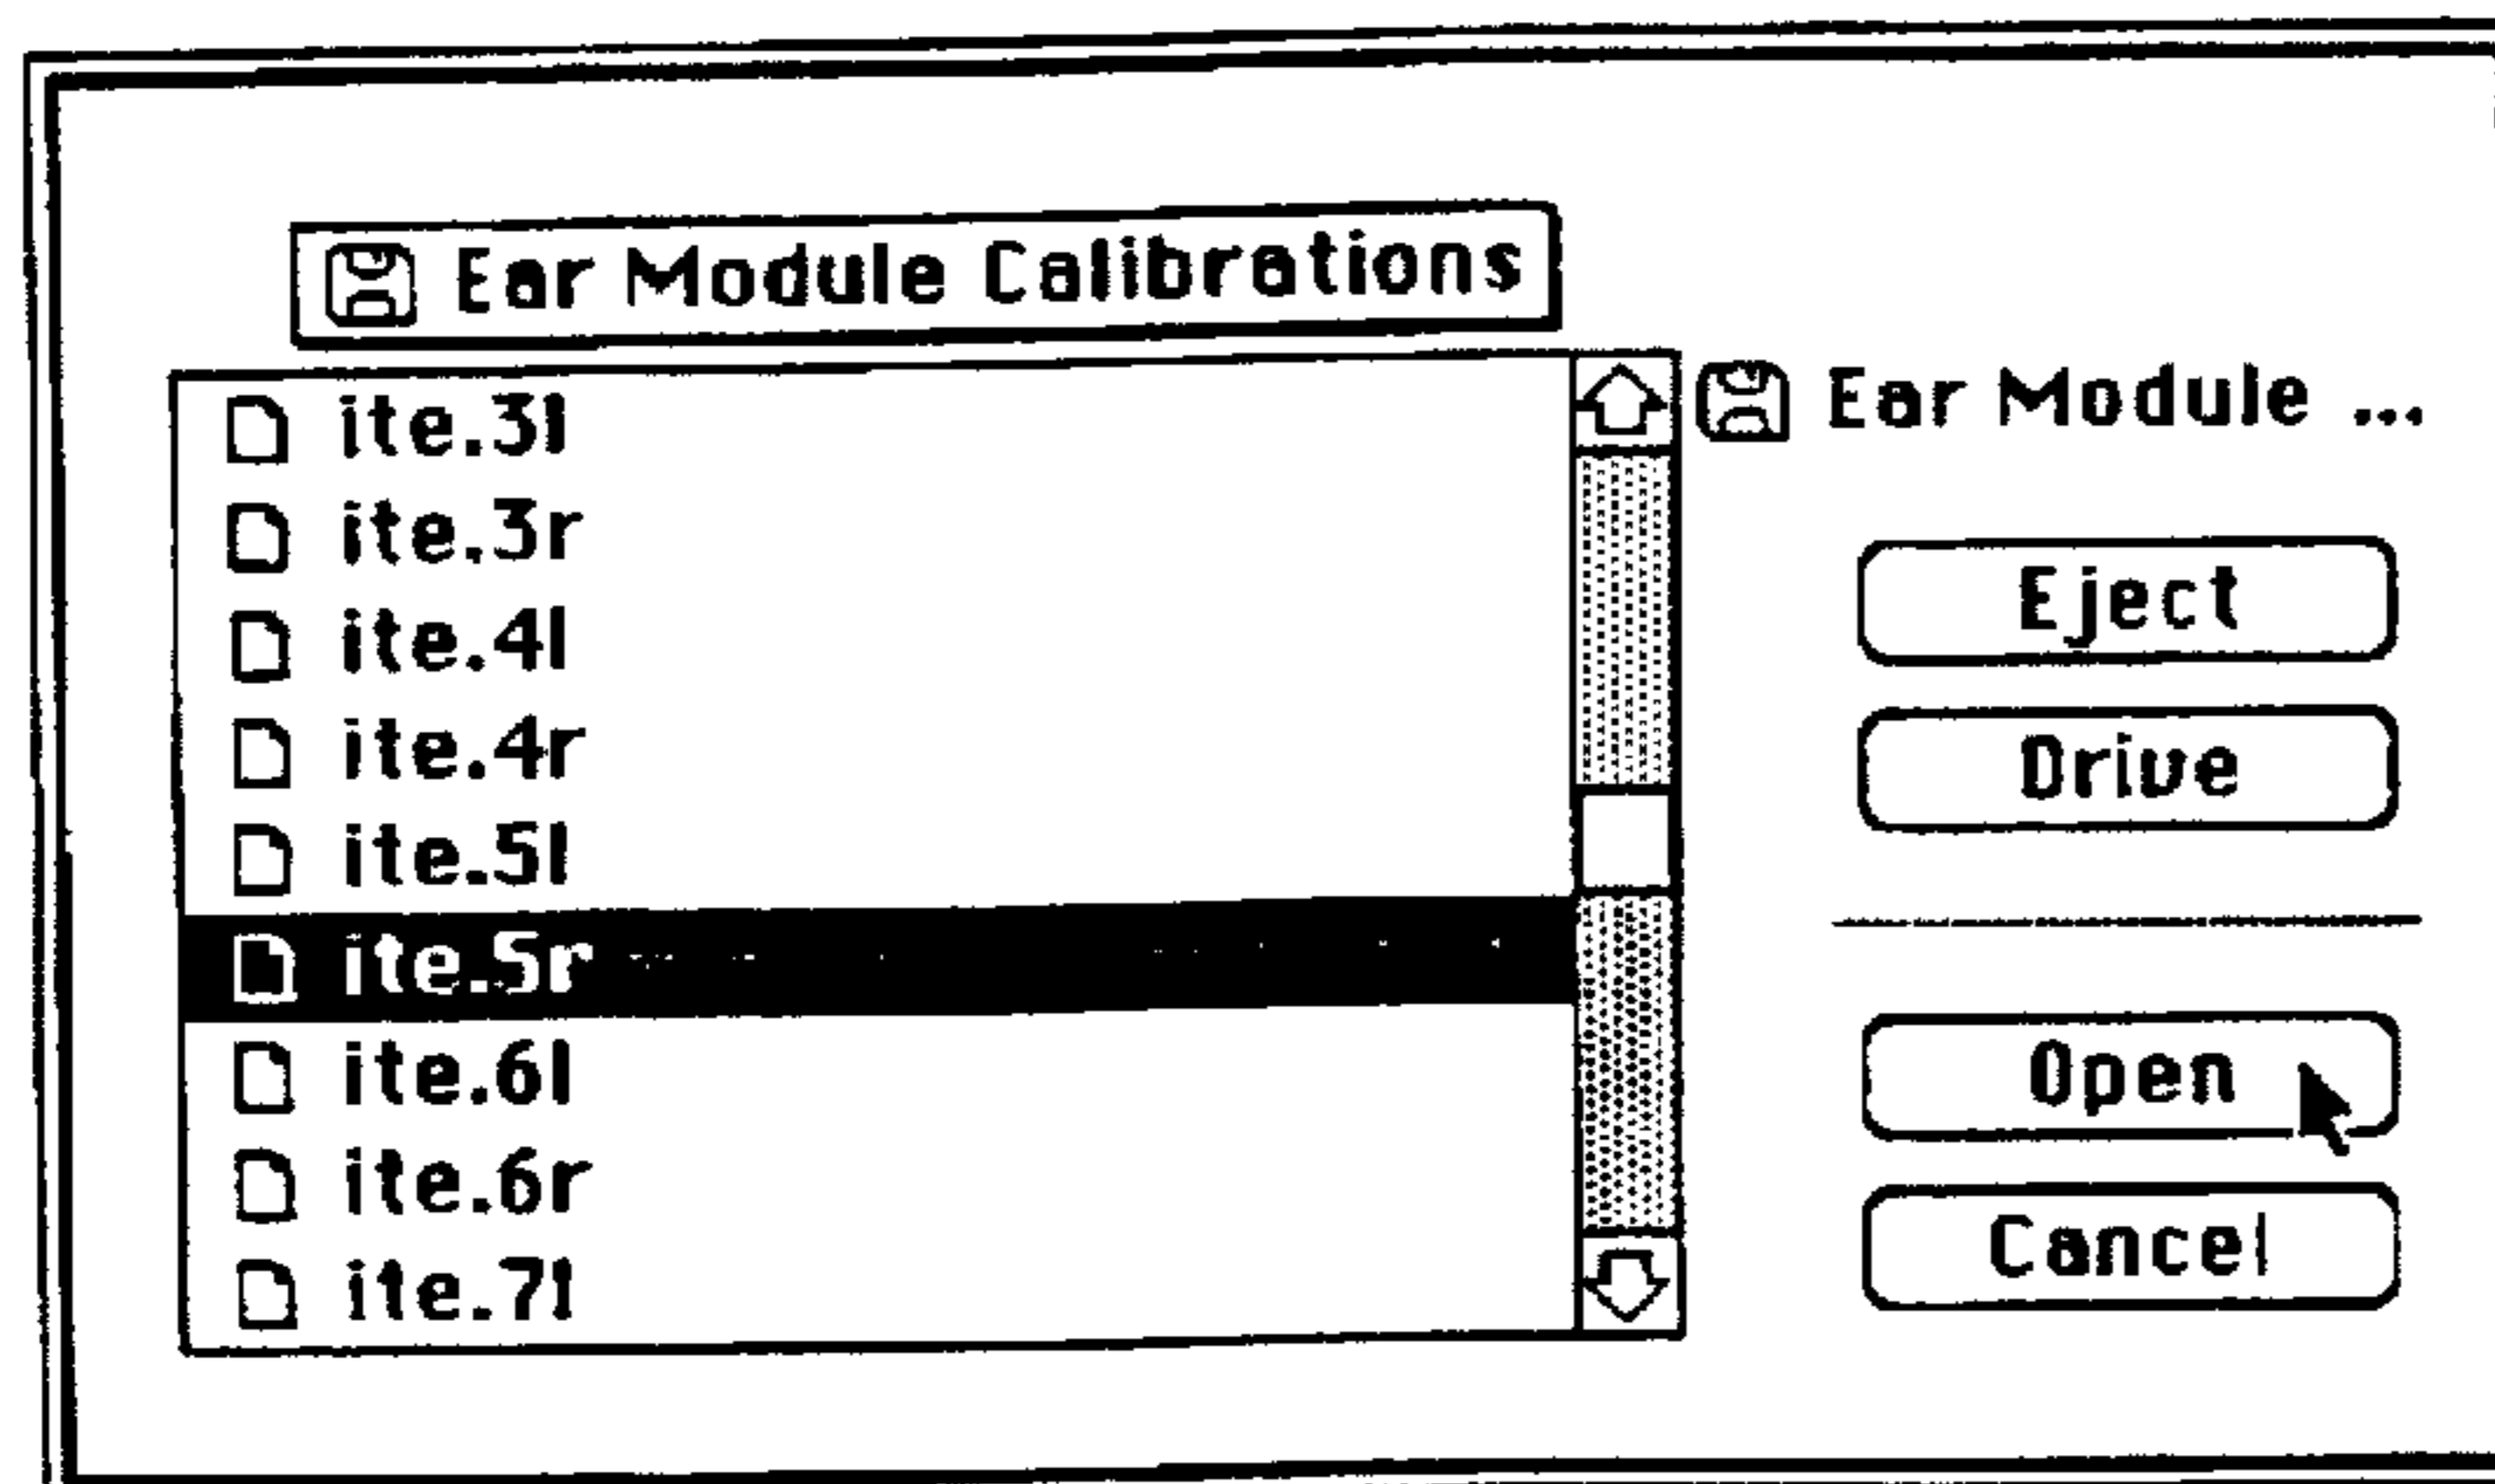 Ear Module Calibrations
ite.3l
ite.3r
ite.4l
ite.4r
ite.5l
ite.5r
ite.6l
ite.6r
ite.7l
Ear Module ...
Eject
Drive
Open
Cancel